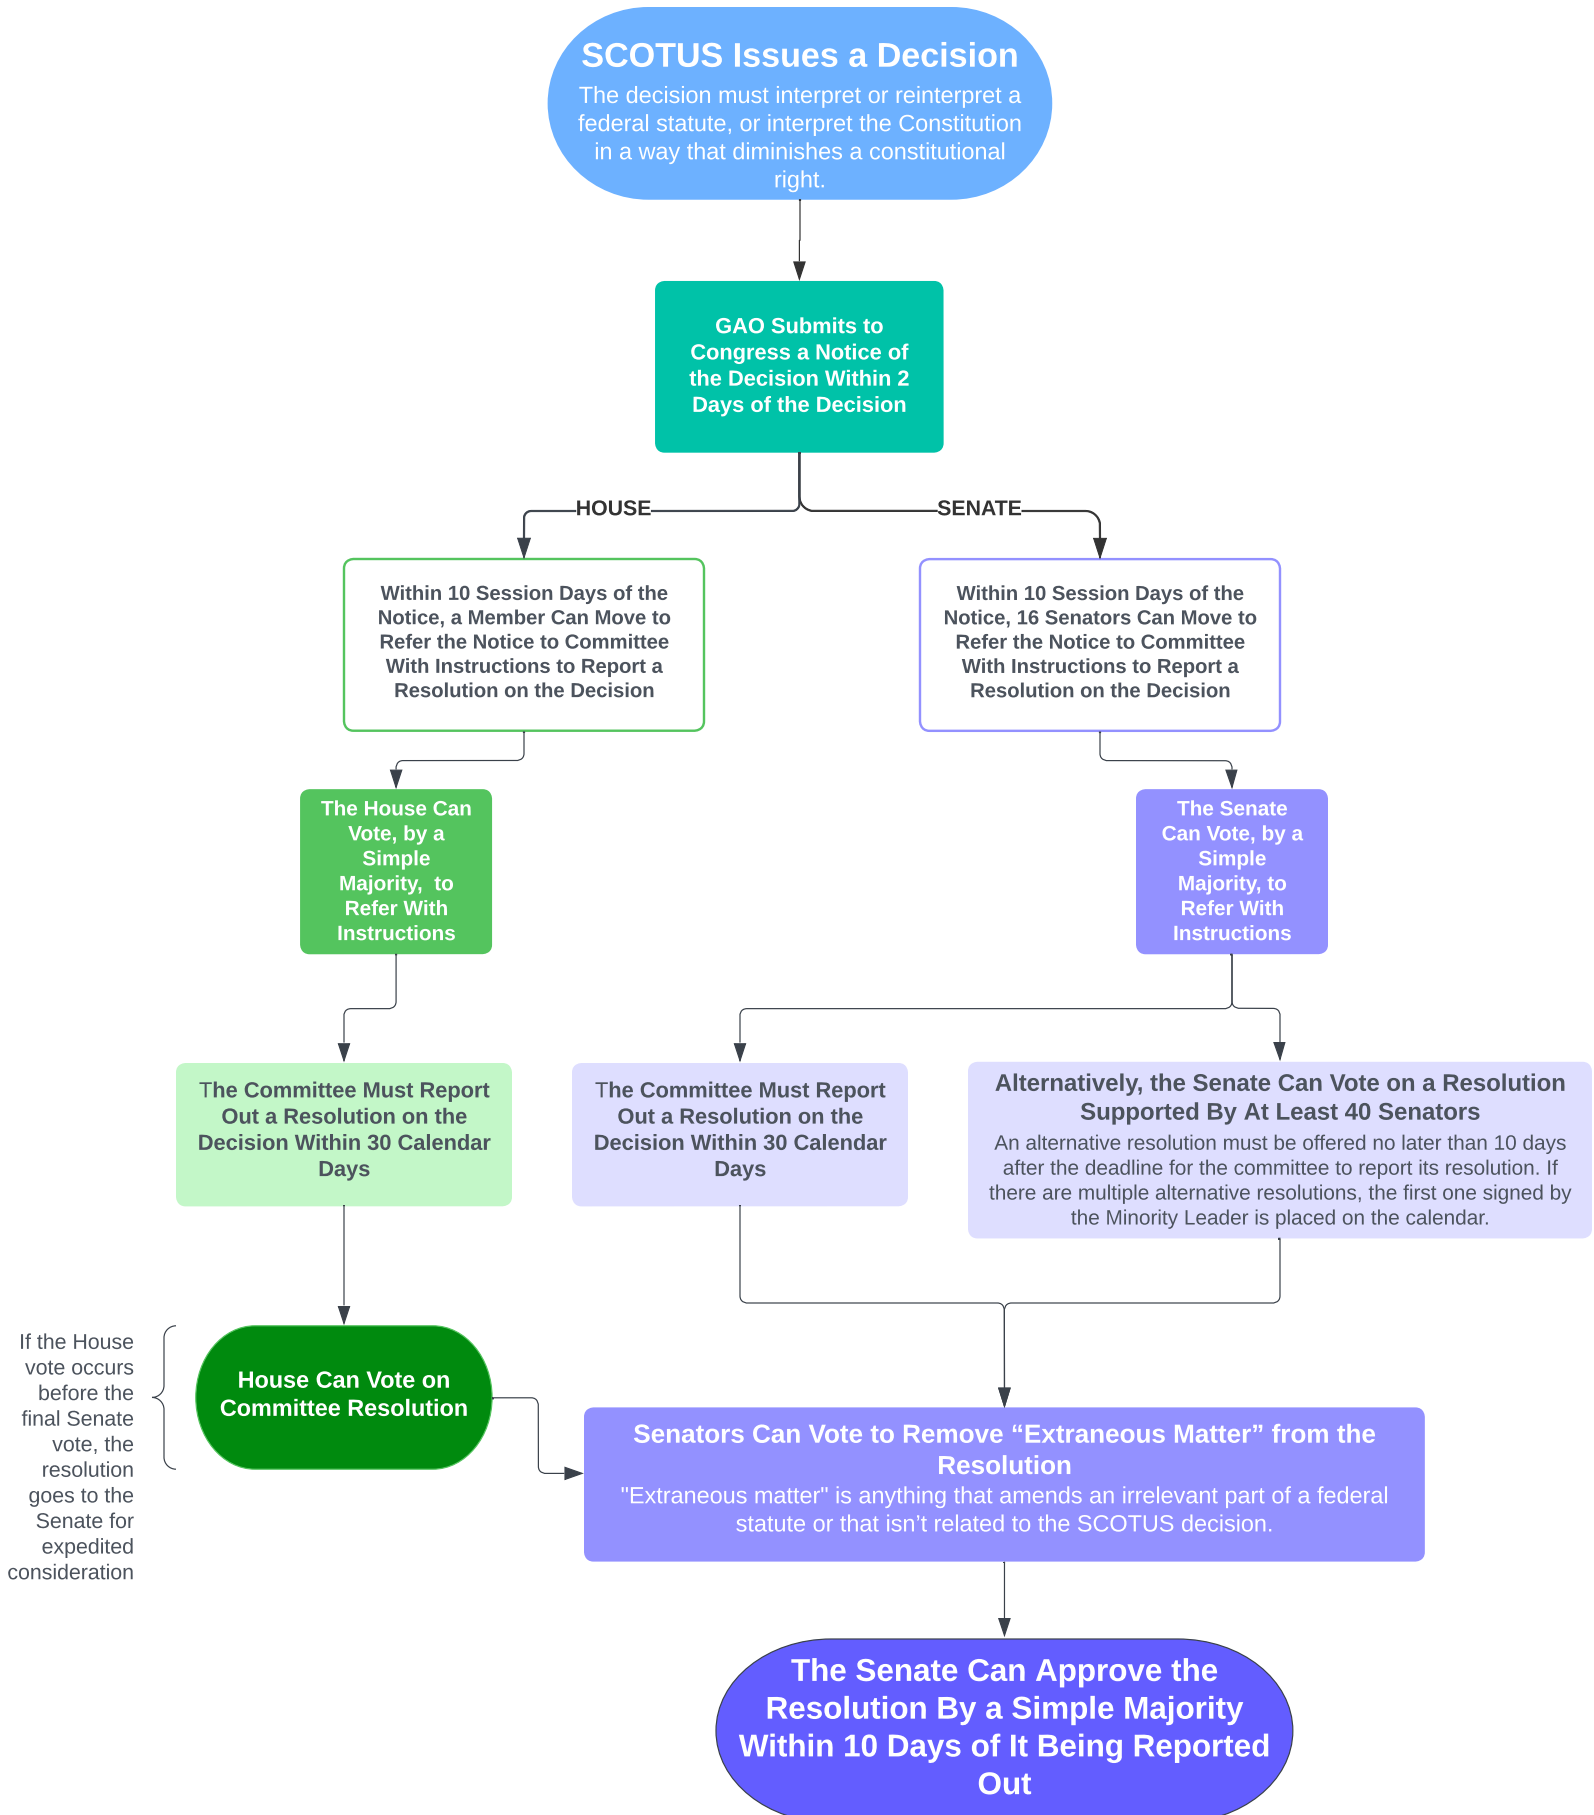 SCOTUS Issues a Decision
The decision must interpret or reinterpret a
federal statute, or interpret the Constitution
in a way that diminishes a constitutional
right.
GAO Submits to
Congress a Notice of
the Decision Within 2
Days of the Decision
HOUSE
SENATE
Within 10 Session Days of the
Notice, a Member Can Move to
Refer the Notice to Committee
With Instructions to Report a
Resolution on the Decision
Within 10 Session Days of the
Notice, 16 Senators Can Move to
Refer the Notice to Committee
With Instructions to Report a
Resolution on the Decision
The House Can
Vote, by a
Simple
Majority,  to
Refer With
Instructions
The Senate
Can Vote, by a
Simple
Majority, to
Refer With
Instructions
The Committee Must Report
Out a Resolution on the
Decision Within 30 Calendar
Days
The Committee Must Report
Out a Resolution on the
Decision Within 30 Calendar
Days
Alternatively, the Senate Can Vote on a Resolution
Supported By At Least 40 Senators
An alternative resolution must be offered no later than 10 days
after the deadline for the committee to report its resolution. If
there are multiple alternative resolutions, the first one signed by
the Minority Leader is placed on the calendar.
If the House
vote occurs
before the
final Senate
vote, the
resolution
goes to the
Senate for
expedited
consideration
House Can Vote on
Committee Resolution
Senators Can Vote to Remove “Extraneous Matter” from the
Resolution
"Extraneous matter" is anything that amends an irrelevant part of a federal
statute or that isn’t related to the SCOTUS decision.
The Senate Can Approve the
Resolution By a Simple Majority
Within 10 Days of It Being Reported
Out